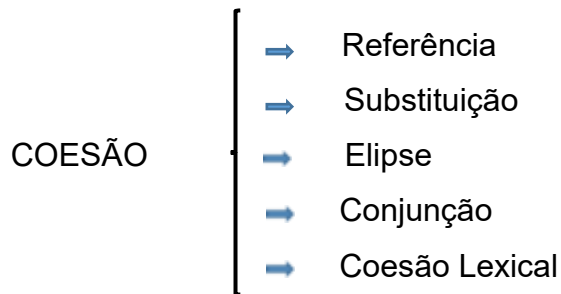 Referência
Substituição
COESÃO
Elipse
Conjunção
Coesão Lexical